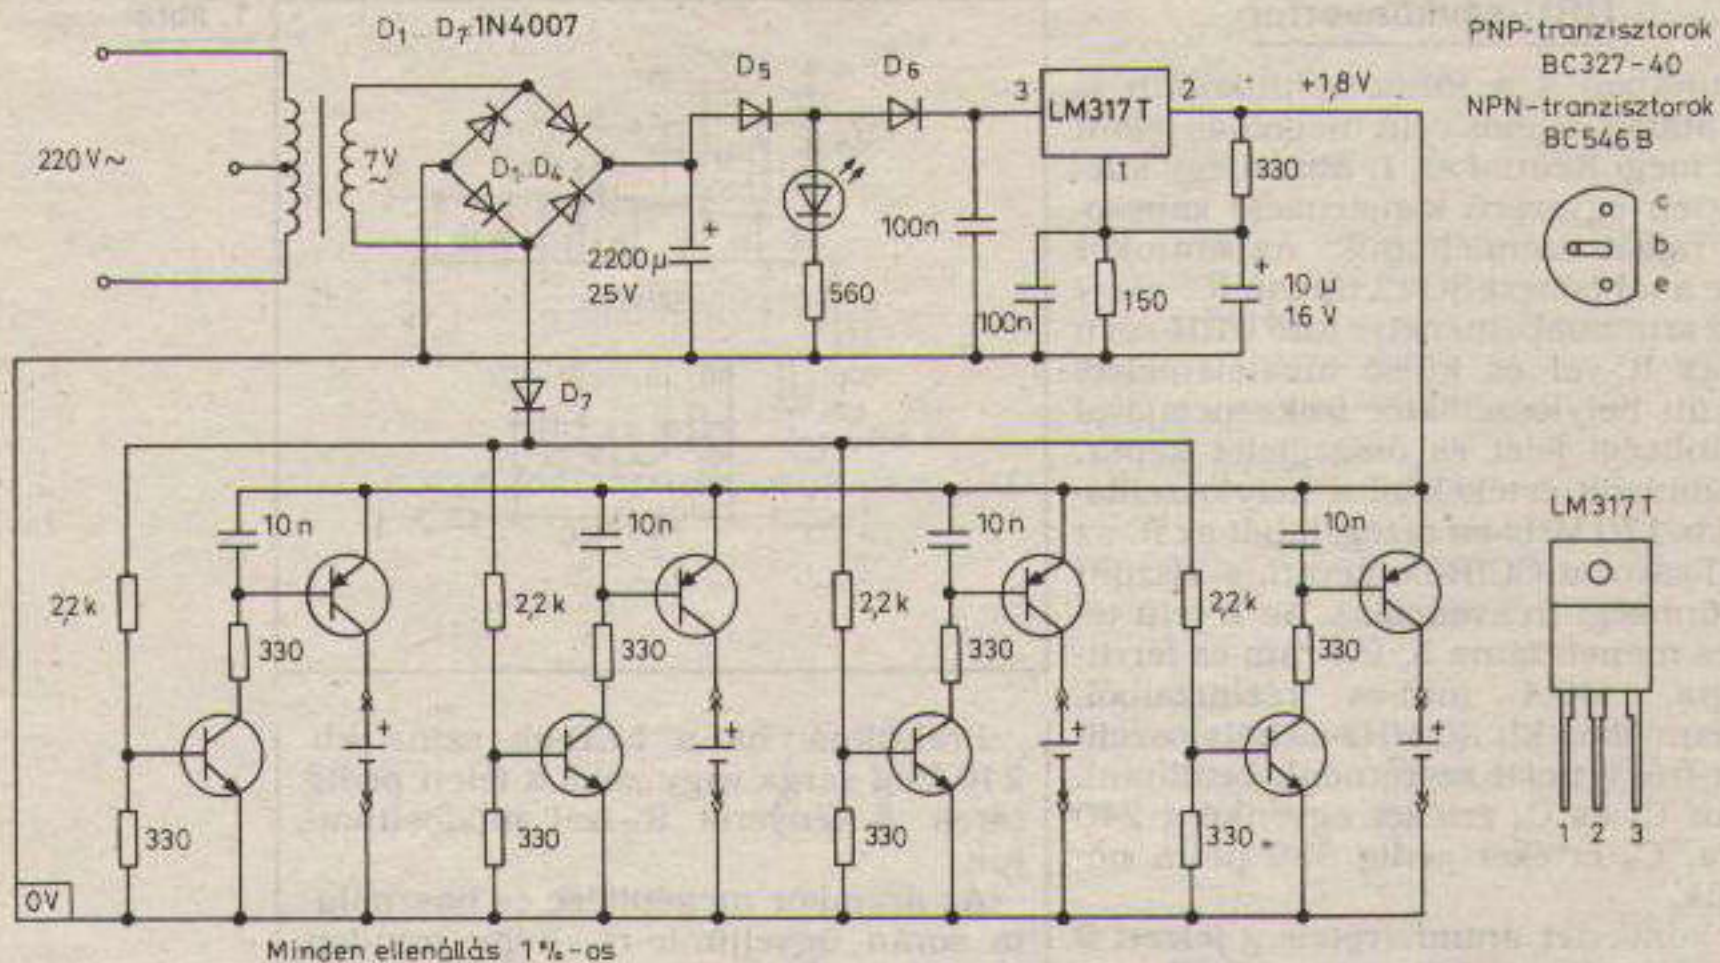 D₁...D₇ 1N4007
PNP-tranzisztorok
BC327-40
NPN-tranzisztorok
BC546B
220V~
7V
~
D₁...D₄
D₅
D₆
3
LM317T
2
1
+1,8V
330
c
b
e
+
2200µ
25V
560
100n
100n
150
+
10µ
16V
D₇
10n
10n
10n
10n
LM317T
2,2k
2,2k
2,2k
2,2k
330
330
330
330
+
+
+
+
330
330
330
330
1 2 3
0V
Minden ellenállás 1%-os